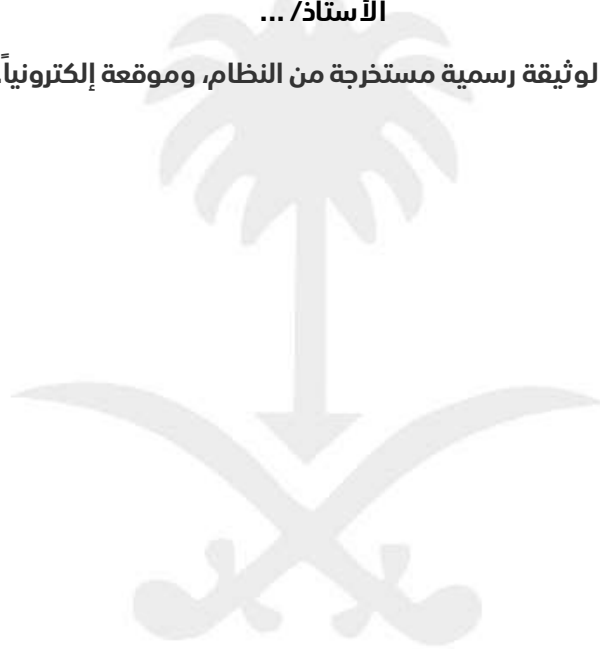 الأستاذ/ ...
لوثيقة رسمية مستخرجة من النظام، وموقعة إلكترونياً.